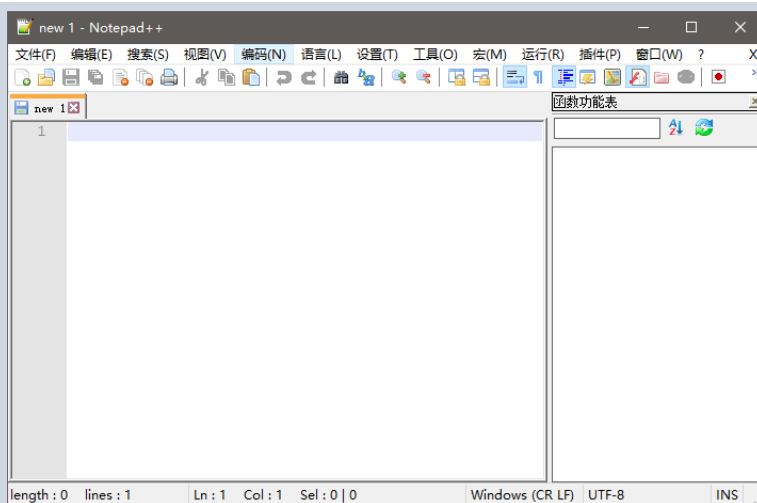 new 1 - Notepad++
文件(F) 编辑(E) 搜索(S) 视图(V) 编码(N) 语言(L) 设置(T) 工具(O) 宏(M) 运行(R) 插件(P) 窗口(W) ? X
new 1
函数功能表
1
length : 0 lines : 1 Ln : 1 Col : 1 Sel : 0 | 0 Windows (CR LF) UTF-8 INS